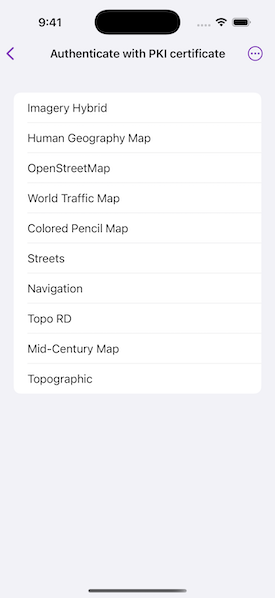 9:41
Authenticate with PKI certificate
Imagery Hybrid
Human Geography Map
OpenStreetMap
World Traffic Map
Colored Pencil Map
Streets
Navigation
Topo RD
Mid-Century Map
Topographic